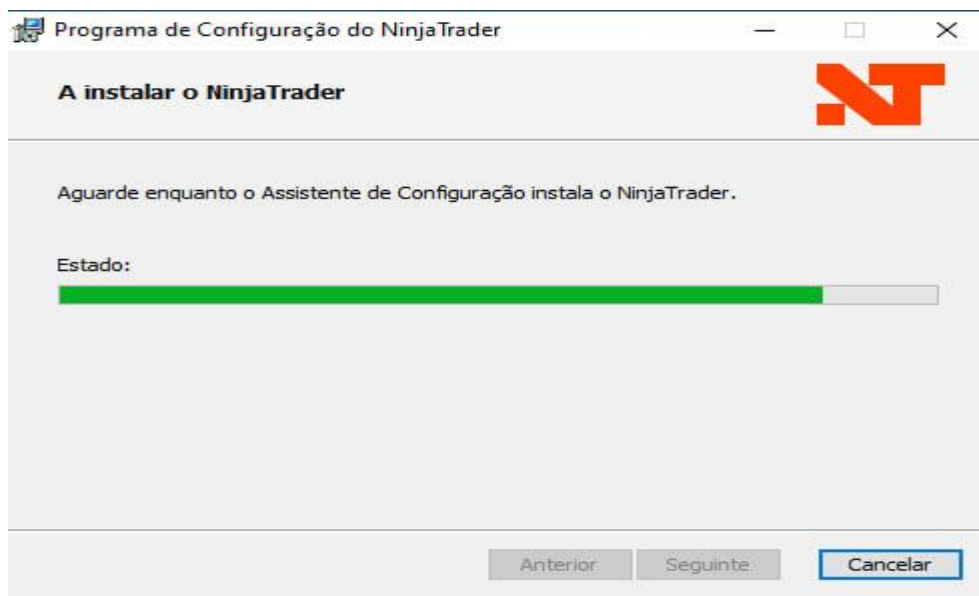 Programa de Configuração do NinjaTrader
A instalar o NinjaTrader
Aguarde enquanto o Assistente de Configuração instala o NinjaTrader.
Estado:
Anterior
Seguinte
Cancelar